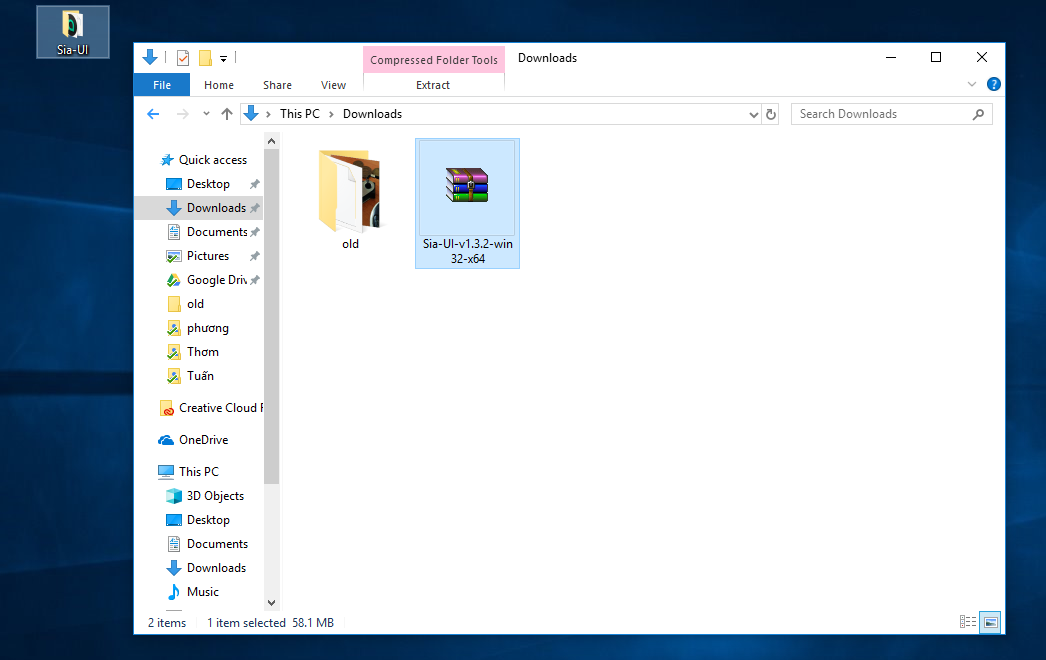 Sia-UI
Compressed Folder Tools
Downloads
File
Home
Share
View
Extract
This PC
Downloads
Search Downloads
Quick access
Desktop
Downloads
Documents
Pictures
Google Driv
old
phương
Thơm
Tuấn
Creative Cloud F
OneDrive
This PC
3D Objects
Desktop
Documents
Downloads
Music
old
Sia-UI-v1.3.2-win
32-x64
2 items
1 item selected 58.1 MB